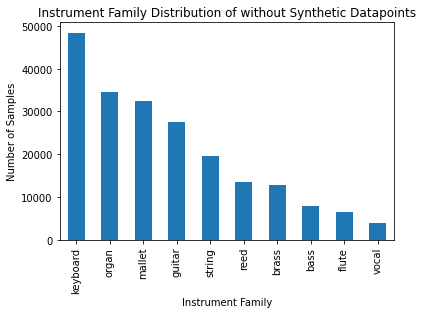 Instrument Family Distribution of without Synthetic Datapoints
50000
40000
30000
20000
10000
0
Number of Samples
keyboard
organ
mallet
guitar
string
reed
brass
bass
flute
vocal
Instrument Family